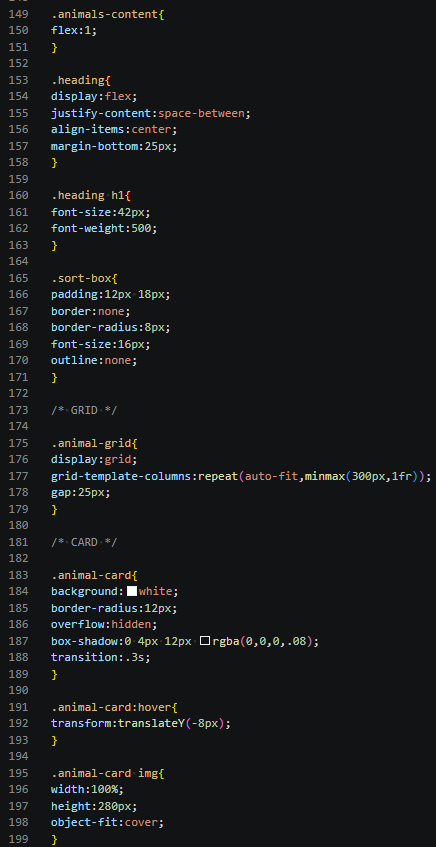 149 .animals-content{
150 flex:1;
151 }
152
153 .heading{
154 display:flex;
155 justify-content:space-between;
156 align-items:center;
157 margin-bottom:25px;
158 }
159
160 .heading h1{
161 font-size:42px;
162 font-weight:500;
163 }
164
165 .sort-box{
166 padding:12px 18px;
167 border:none;
168 border-radius:8px;
169 font-size:16px;
170 outline:none;
171 }
172
173 /* GRID */
174
175 .animal-grid{
176 display:grid;
177 grid-template-columns:repeat(auto-fit,minmax(300px,1fr));
178 gap:25px;
179 }
180
181 /* CARD */
182
183 .animal-card{
184 background:white;
185 border-radius:12px;
186 overflow:hidden;
187 box-shadow:0 4px 12px rgba(0,0,0,.08);
188 transition:.3s;
189 }
190
191 .animal-card:hover{
192 transform:translateY(-8px);
193 }
194
195 .animal-card img{
196 width:100%;
197 height:280px;
198 object-fit:cover;
199 }